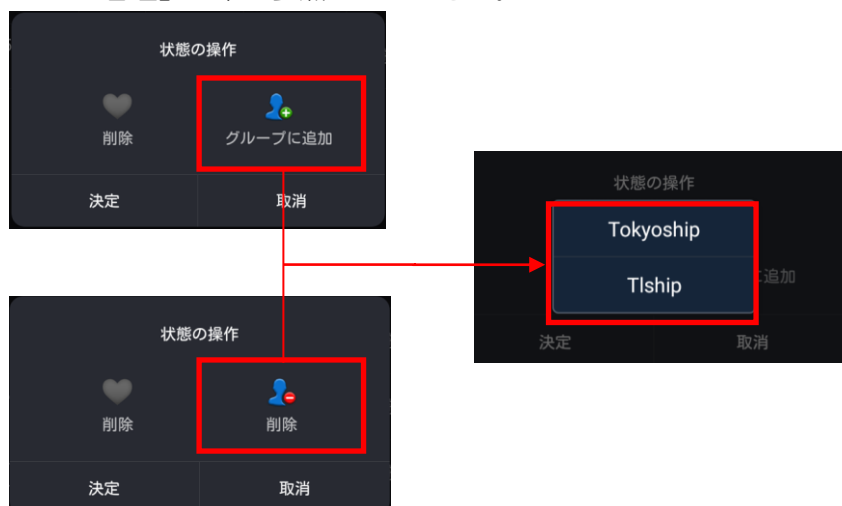 状態の操作
削除
グループに追加
決定
取消
状態の操作
Tokyoship
Tlship
に追加
決定
取消
状態の操作
削除
削除
決定
取消